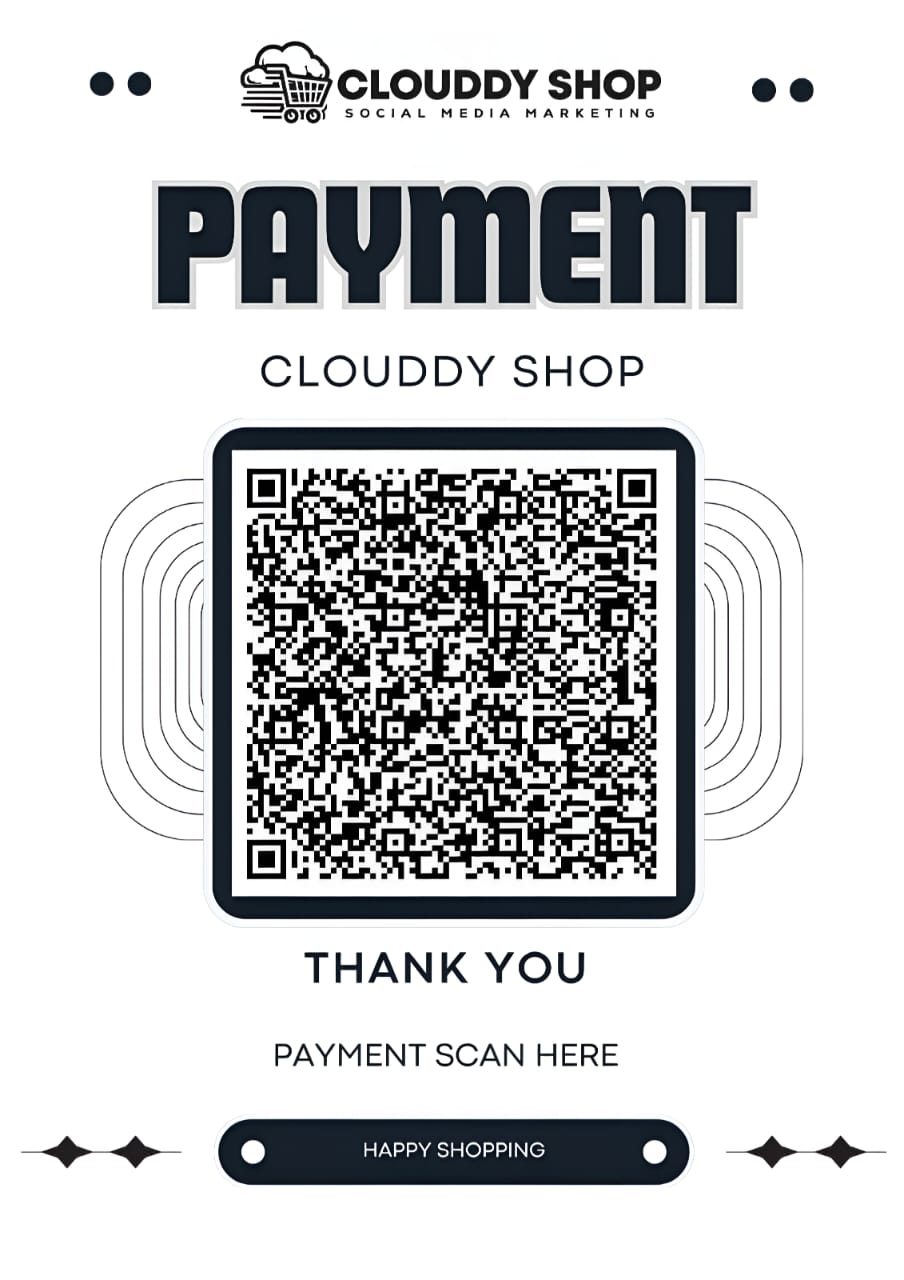 CLOUDDY SHOP
SOCIAL MEDIA MARKETING
PAYMENT
CLOUDDY SHOP
THANK YOU
PAYMENT SCAN HERE
HAPPY SHOPPING